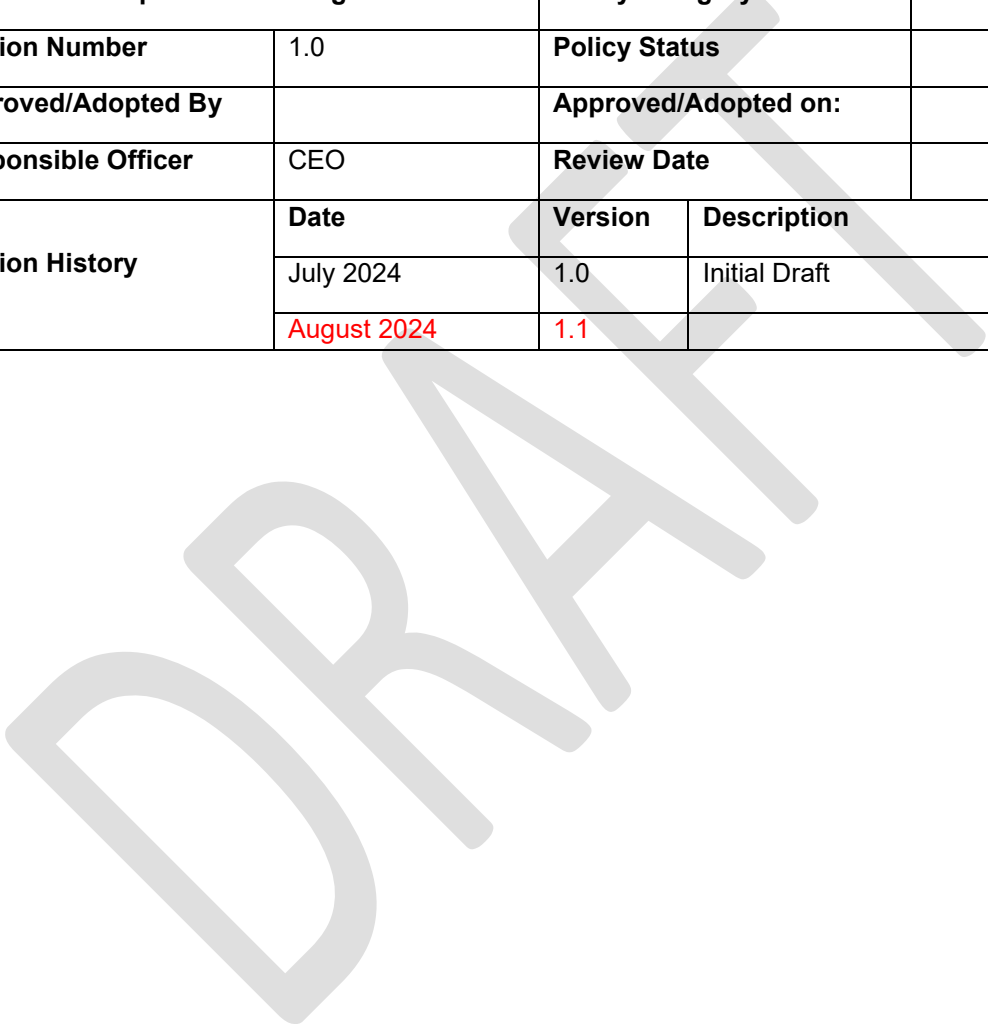 ion Number 1.0 Policy Status
roved/Adopted By Approved/Adopted on:
ponsible Officer CEO Review Date
Date Version Description
ion History
July 2024 1.0 Initial Draft
August 2024 1.1
DRAFT